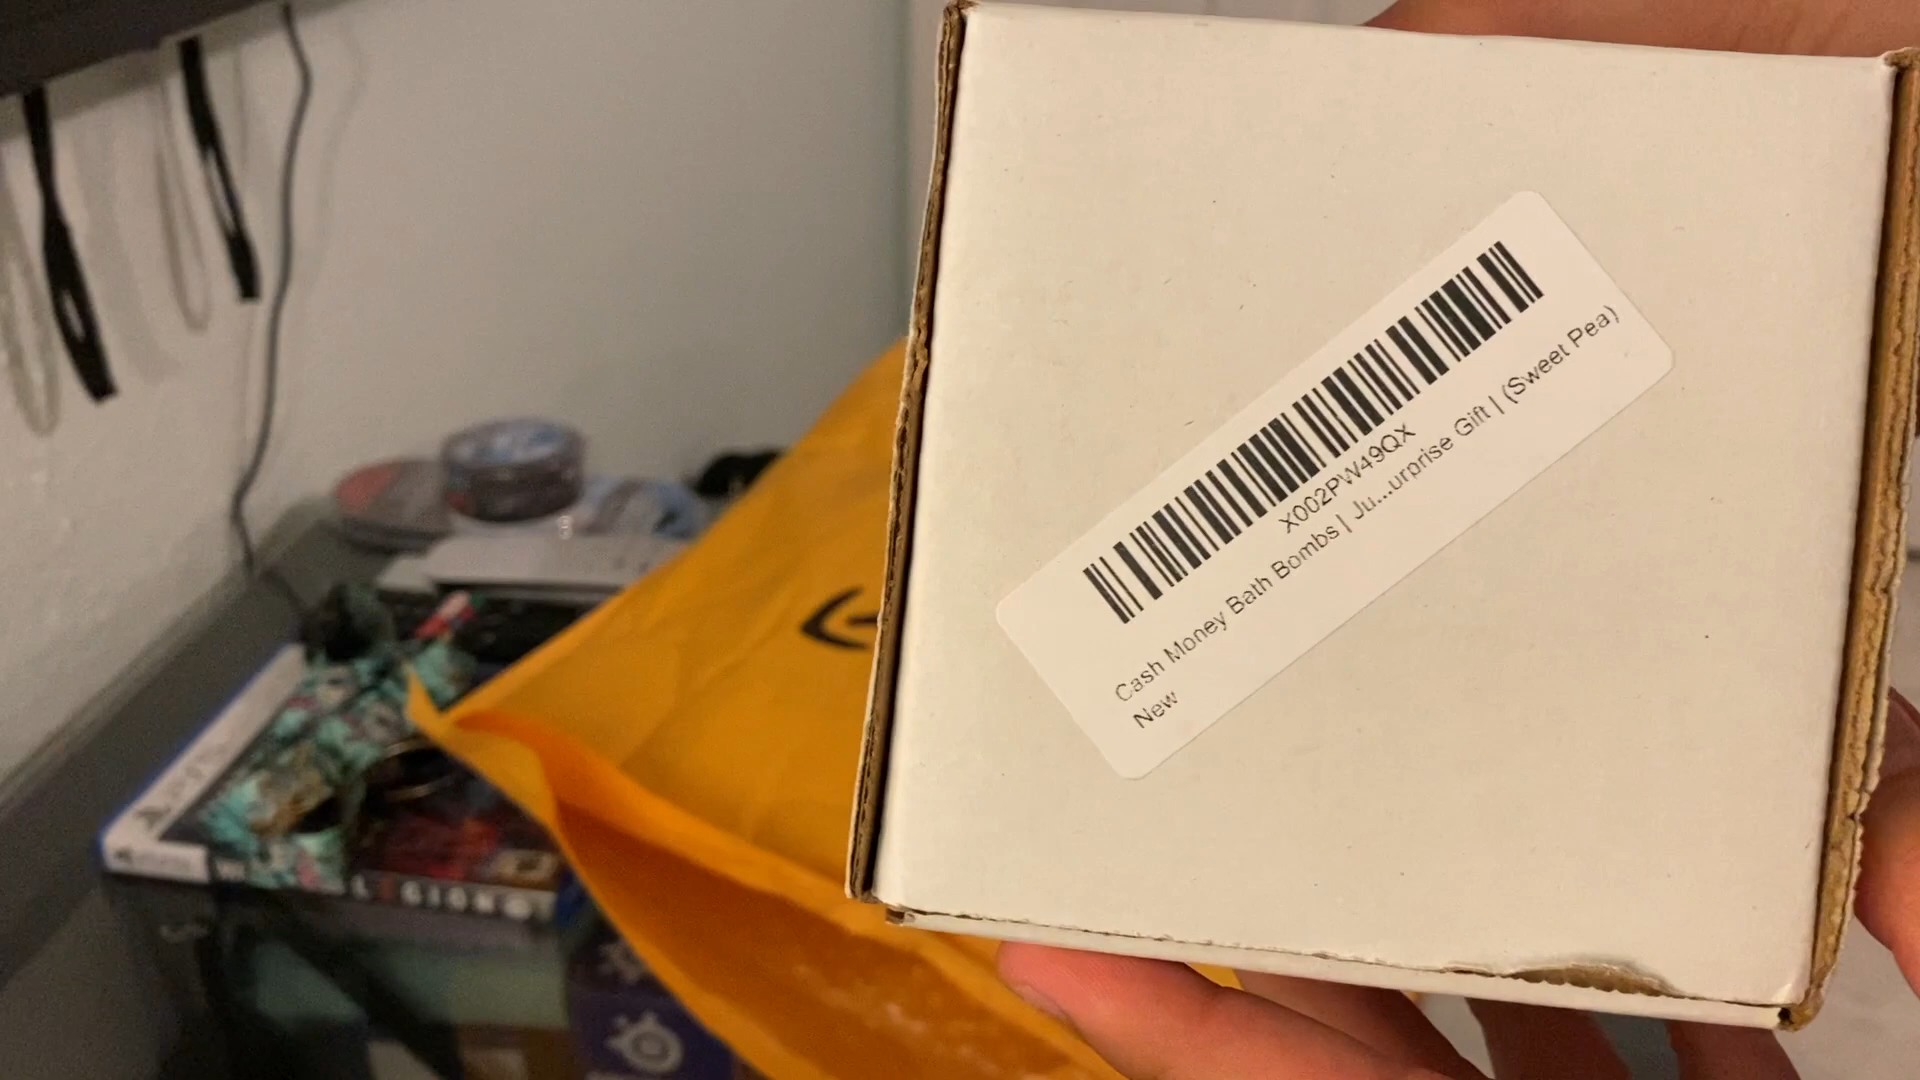 X002PW49QX
Cash Money Bath Bombs | Ju...urprise Gift | (Sweet Pea)
New